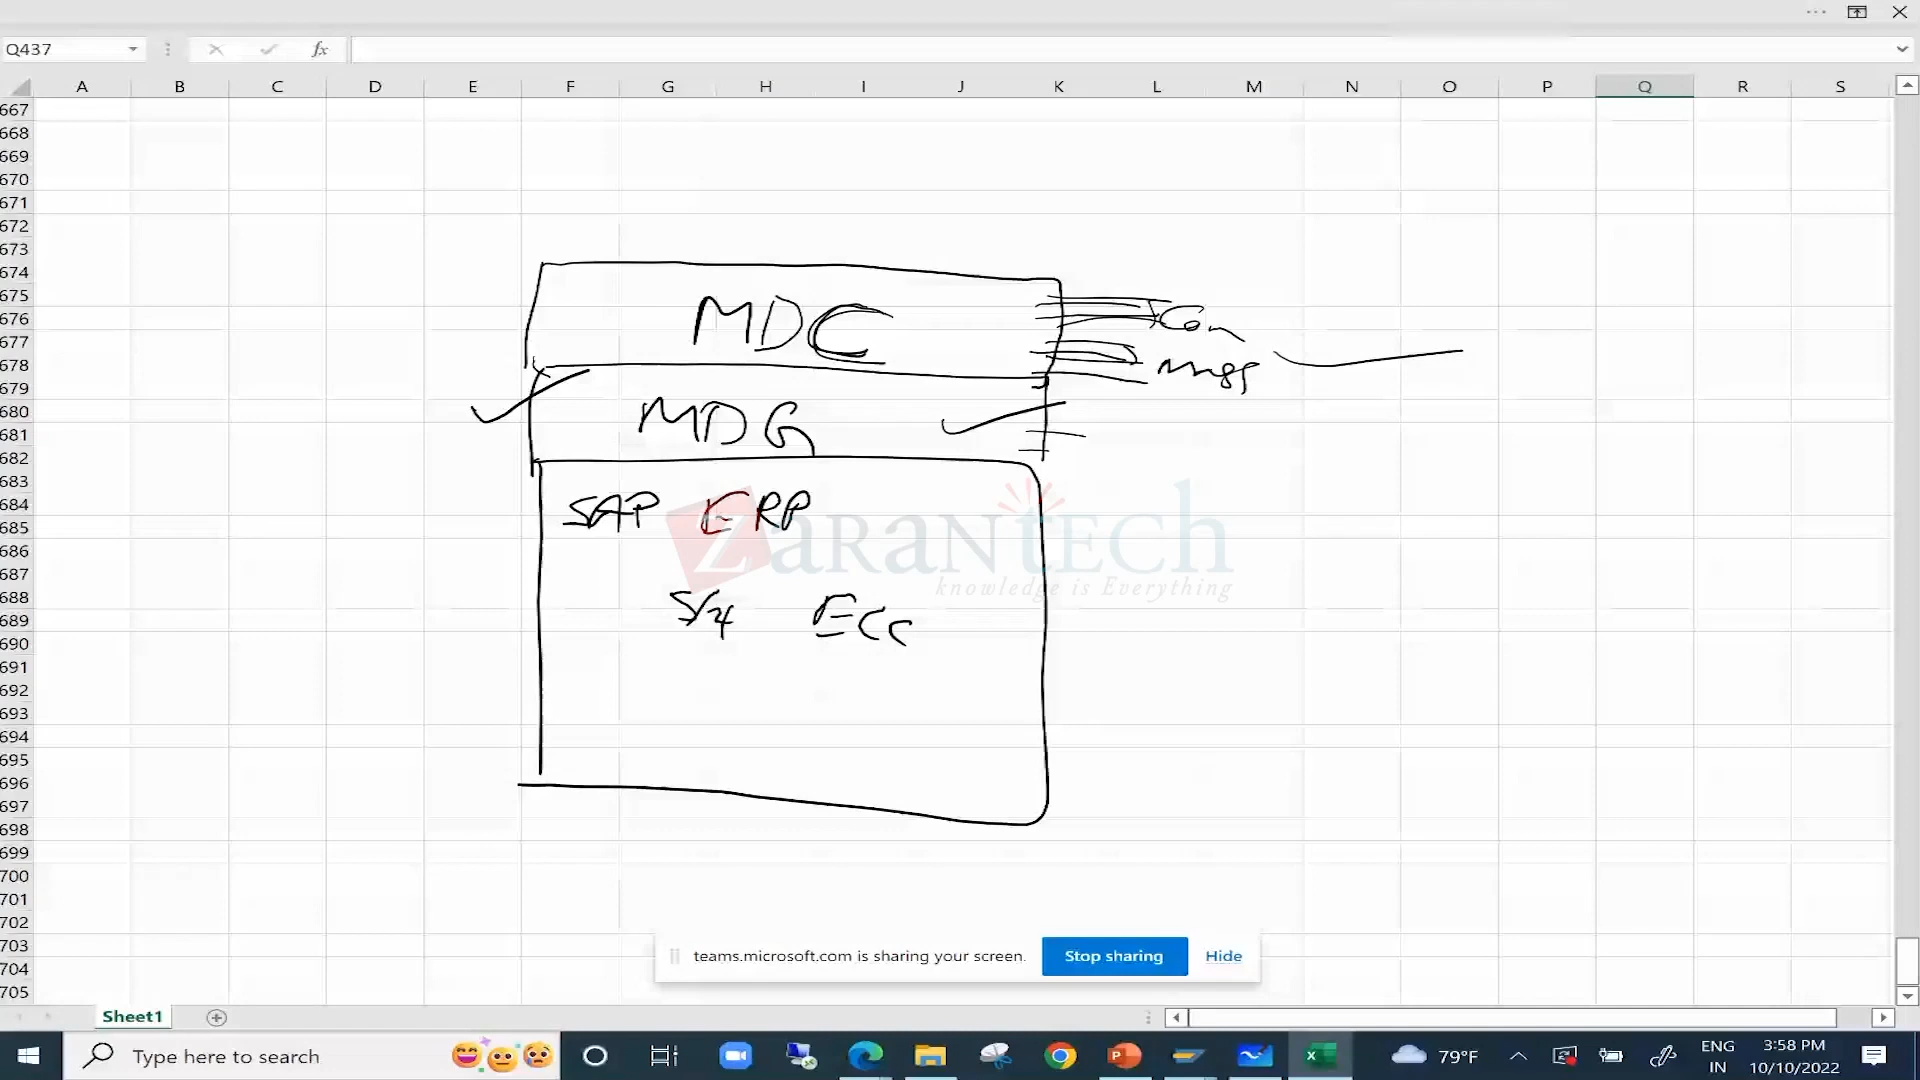 Q437 fx
A B C D E F G H I J K L M N O P Q R S
667
668
669
670
671
672
673
674
675
676
677
678
679
680
681
682
683
684
685
686
687
688
689
690
691
692
693
694
695
696
697
698
699
700
701
702
703
704
705
MDC
Con
MDG
SAP ERP
ZaranTech
knowledge is Everything
S/4 ECC
teams.microsoft.com is sharing your screen. Stop sharing Hide
Sheet1
Type here to search
79°F
ENG
IN
3:58 PM
10/10/2022